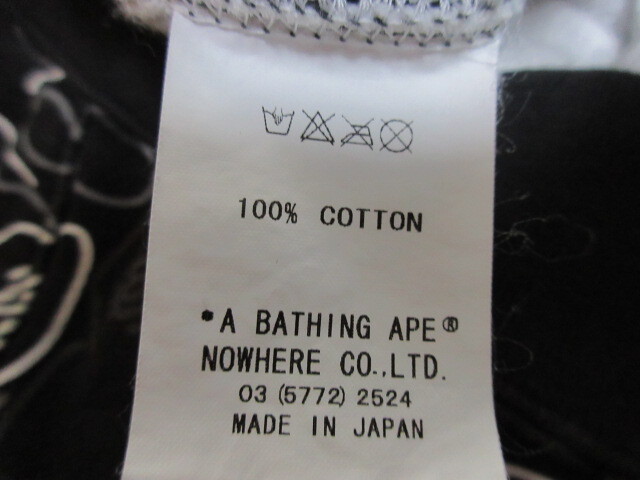 100% COTTON
•A BATHING APE®
NOWHERE CO.,LTD.
03 (5772) 2524
MADE IN JAPAN